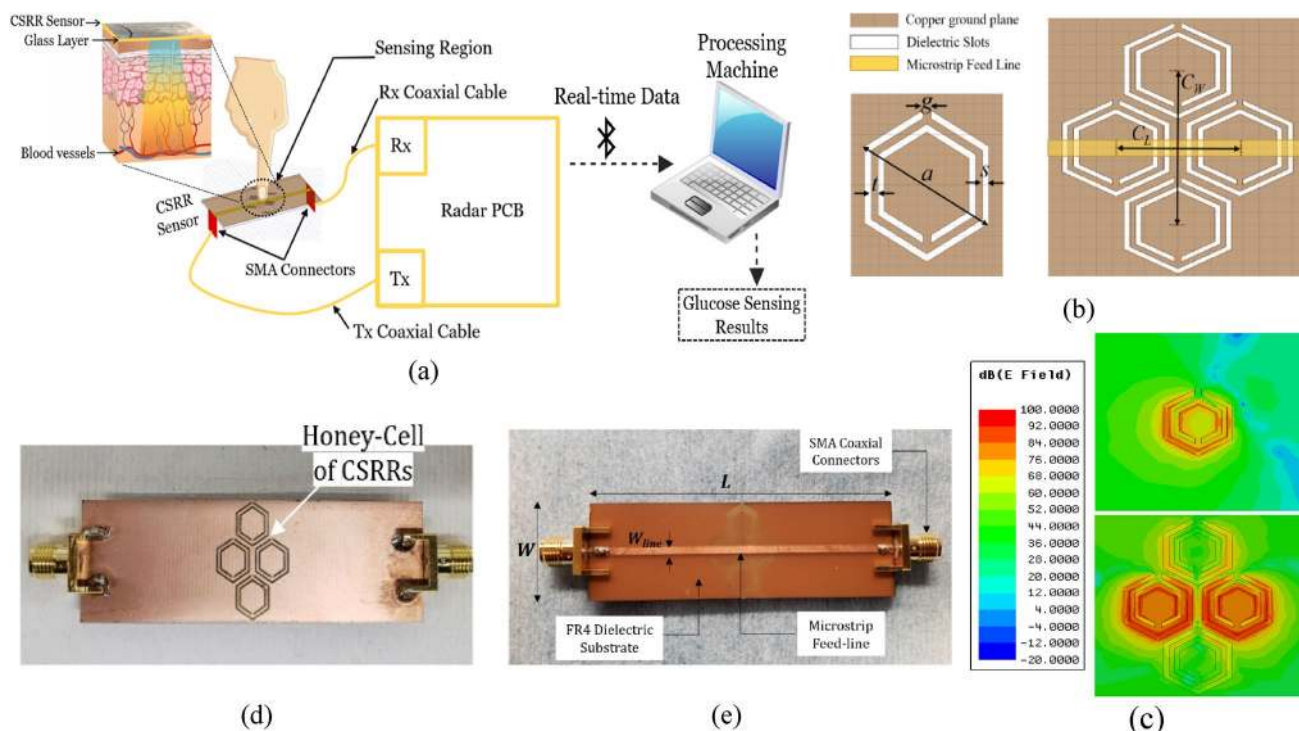 CSRR Sensor
Glass Layer
Blood vessels
Sensing Region
Rx Coaxial Cable
CSRR
Sensor
SMA Connectors
Tx Coaxial Cable
Rx
Radar PCB
Tx
Real-time Data
Processing
Machine
Glucose Sensing
Results
(a)
Copper ground plane
Dielectric Slots
Microstrip Feed Line
g
a
s
t
C_W
C_L
(b)
dB(E Field)
100.0000
92.0000
84.0000
76.0000
68.0000
60.0000
52.0000
44.0000
36.0000
28.0000
20.0000
12.0000
4.0000
-4.0000
-12.0000
-20.0000
(c)
Honey-Cell
of CSRRs
(d)
SMA Coaxial
Connectors
L
W
W_line
FR4 Dielectric
Substrate
Microstrip
Feed-line
(e)